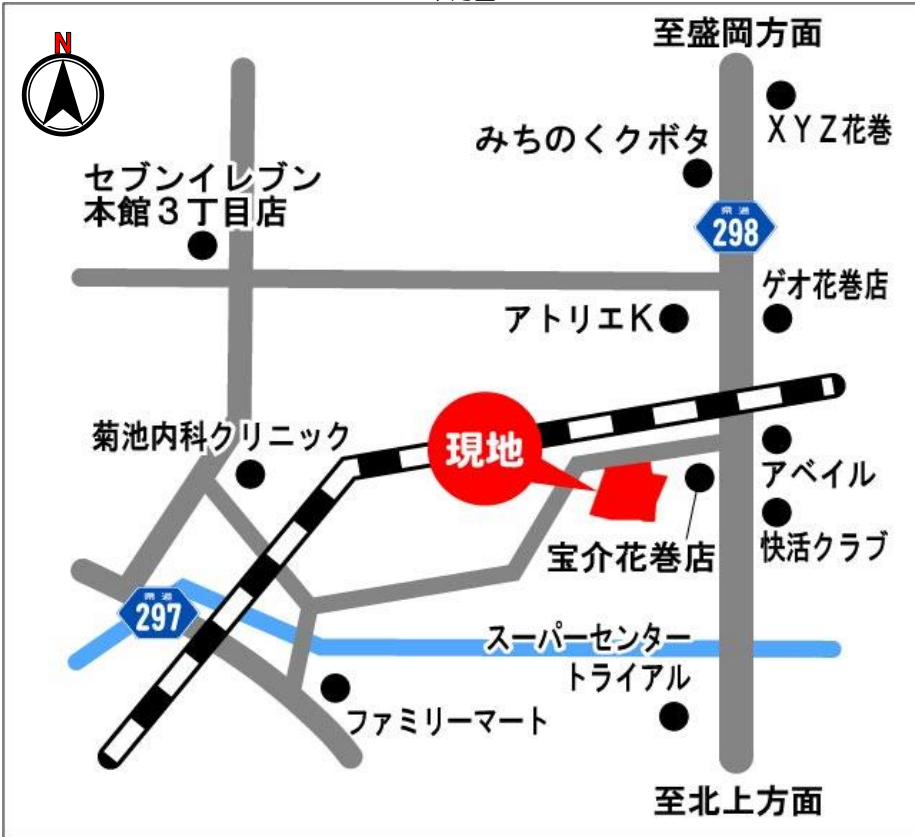 至盛岡方面
N
XYZ花巻
みちのくクボタ
セブンイレブン
本館3丁目店
県道
298
ゲオ花巻店
アトリエK
菊池内科クリニック
現地
アベイル
宝介花巻店
快活クラブ
県道
297
スーパーセンター
トライアル
ファミリーマート
至北上方面